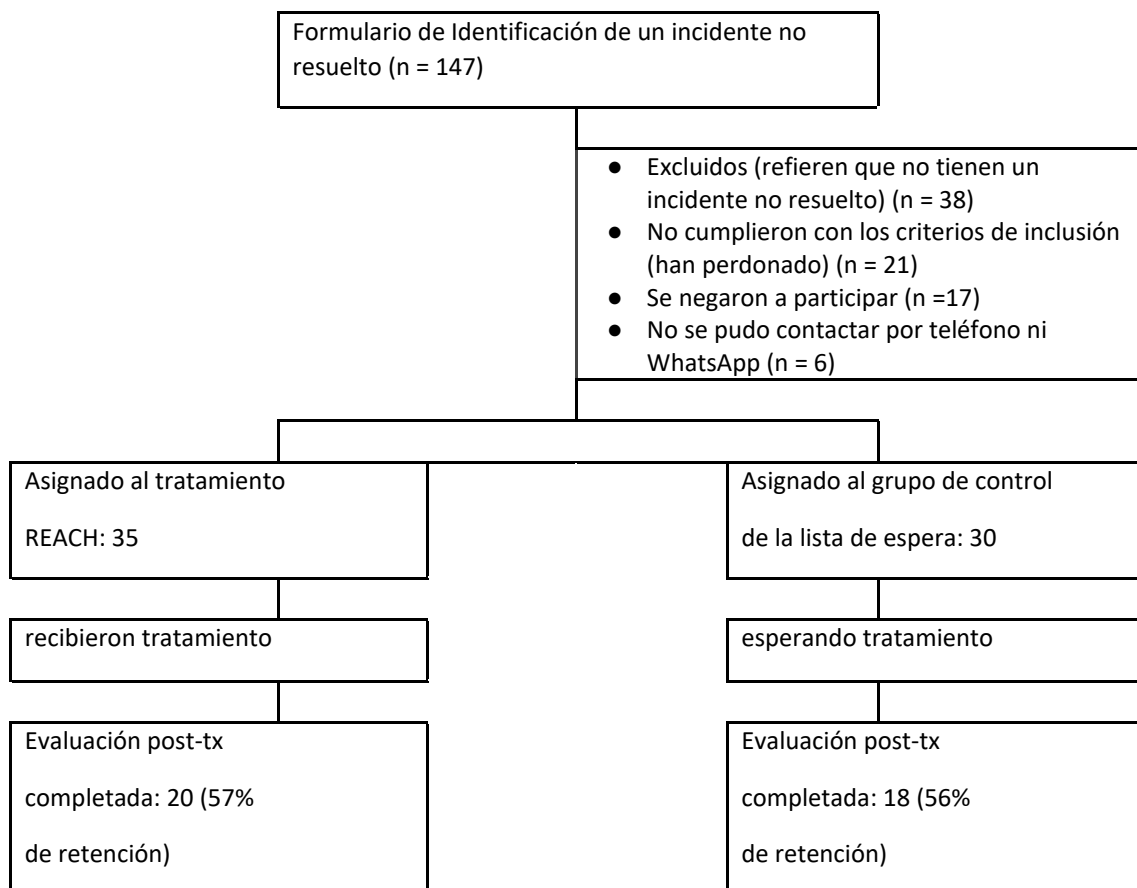 Formulario de Identificación de un incidente no
resuelto (n = 147)
● Excluidos (refieren que no tienen un
incidente no resuelto) (n = 38)
● No cumplieron con los criterios de inclusión
(han perdonado) (n = 21)
● Se negaron a participar (n =17)
● No se pudo contactar por teléfono ni
WhatsApp (n = 6)
Asignado al tratamiento
REACH: 35
Asignado al grupo de control
de la lista de espera: 30
recibieron tratamiento
esperando tratamiento
Evaluación post-tx
completada: 20 (57%
de retención)
Evaluación post-tx
completada: 18 (56%
de retención)